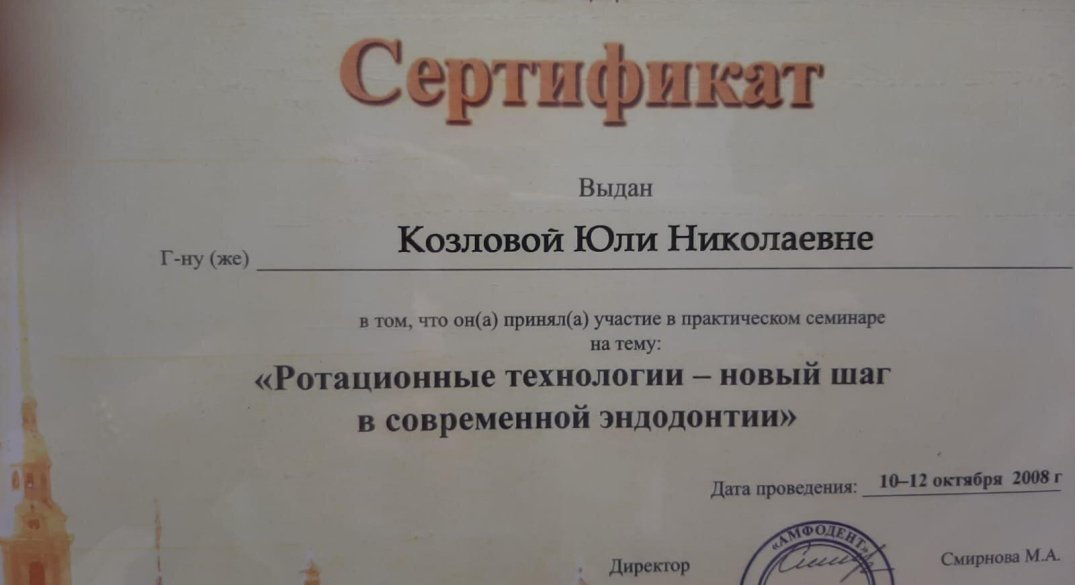 Сертификат
Выдан
Г-ну (же) Козловой Юли Николаевне
в том, что он(а) принял(а) участие в практическом семинаре
на тему:
«Ротационные технологии – новый шаг
в современной эндодонтии»
Дата проведения: 10–12 октября 2008 г
«АМФОДЕНТ»
Директор Смирнова М.А.